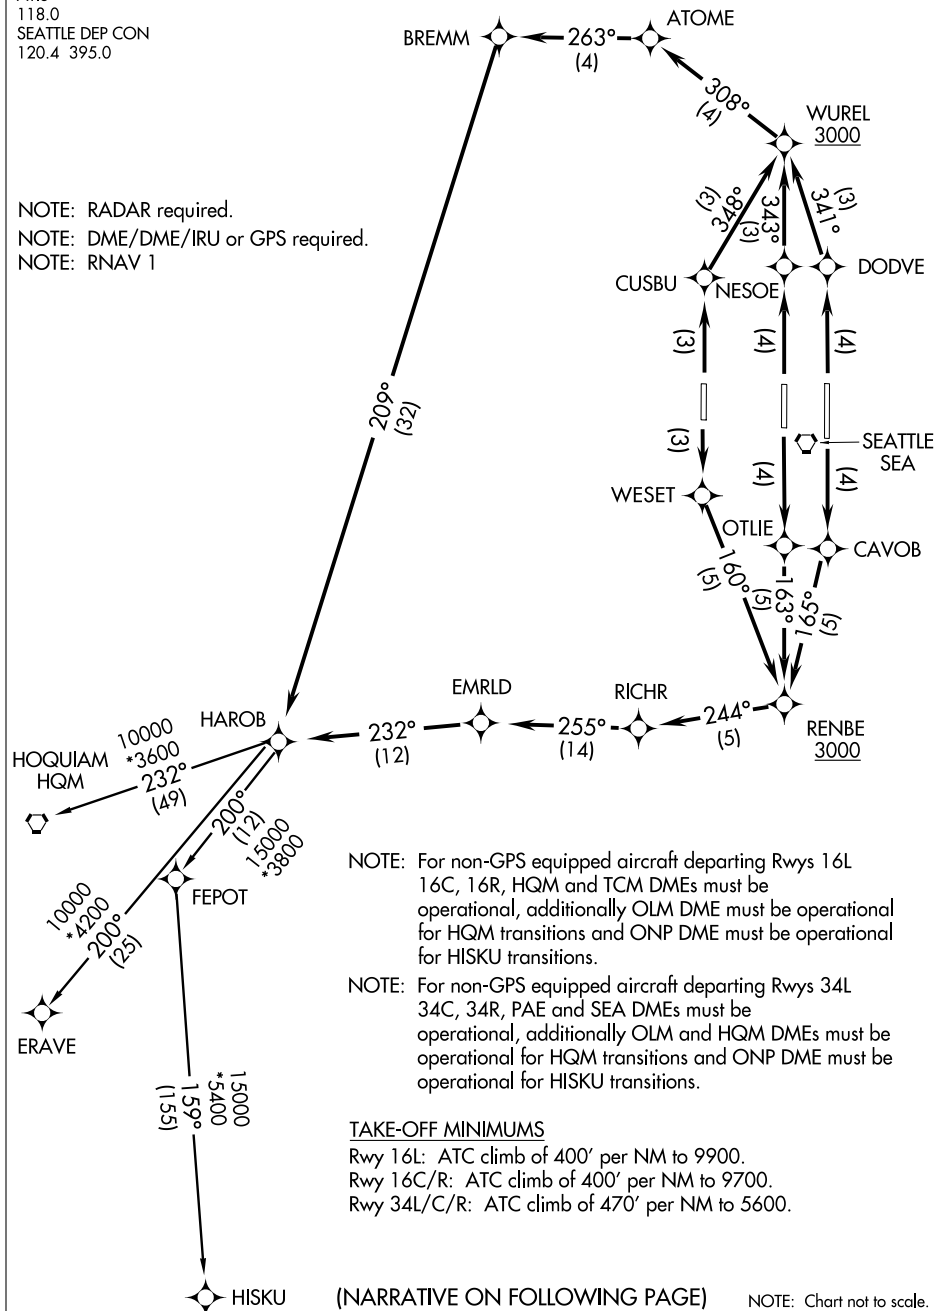 118.0
SEATTLE DEP CON
120.4 395.0
BREMM
263°
(4)
ATOME
308°
(4)
WUREL
3000
NOTE: RADAR required.
NOTE: DME/DME/IRU or GPS required.
NOTE: RNAV 1
(3)
348°
(3)
343°
(3)
341°
CUSBU
NESOE
DODVE
(3)
(4)
(4)
209°
(32)
(3)
(4)
(4)
SEATTLE
SEA
WESET
OTLIE
CAVOB
160°
(5)
163°
(5)
165°
(5)
HAROB
EMRLD
RICHR
RENBE
3000
232°
(12)
255°
(14)
244°
(5)
HOQUIAM
HQM
10000
*3600
232°
(49)
200°
(12)
15000
*3800
FEPOT
10000
*4200
200°
(25)
ERAVE
NOTE: For non-GPS equipped aircraft departing Rwys 16L
16C, 16R, HQM and TCM DMEs must be
operational, additionally OLM DME must be operational
for HQM transitions and ONP DME must be operational
for HISKU transitions.
NOTE: For non-GPS equipped aircraft departing Rwys 34L
34C, 34R, PAE and SEA DMEs must be
operational, additionally OLM and HQM DMEs must be
operational for HQM transitions and ONP DME must be
operational for HISKU transitions.
15000
*5400
159°
(155)
TAKE-OFF MINIMUMS
Rwy 16L: ATC climb of 400' per NM to 9900.
Rwy 16C/R: ATC climb of 400' per NM to 9700.
Rwy 34L/C/R: ATC climb of 470' per NM to 5600.
HISKU
(NARRATIVE ON FOLLOWING PAGE)
NOTE: Chart not to scale.